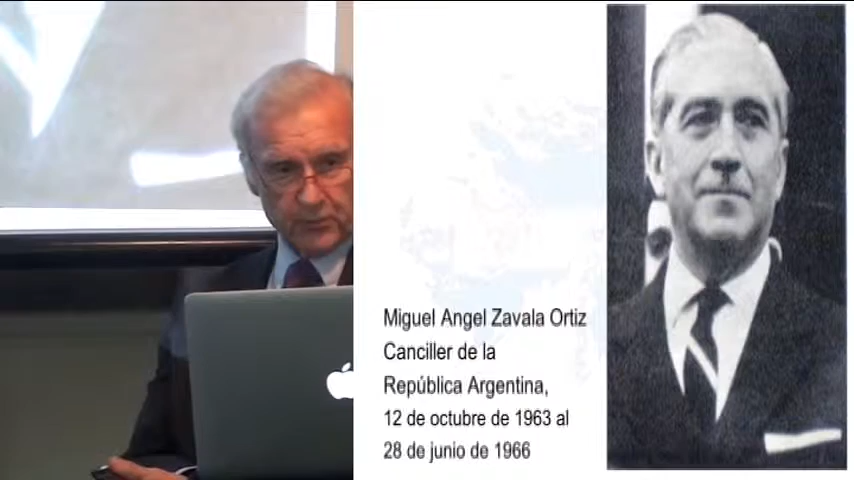 Miguel Angel Zavala Ortiz
Canciller de la
República Argentina,
12 de octubre de 1963 al
28 de junio de 1966